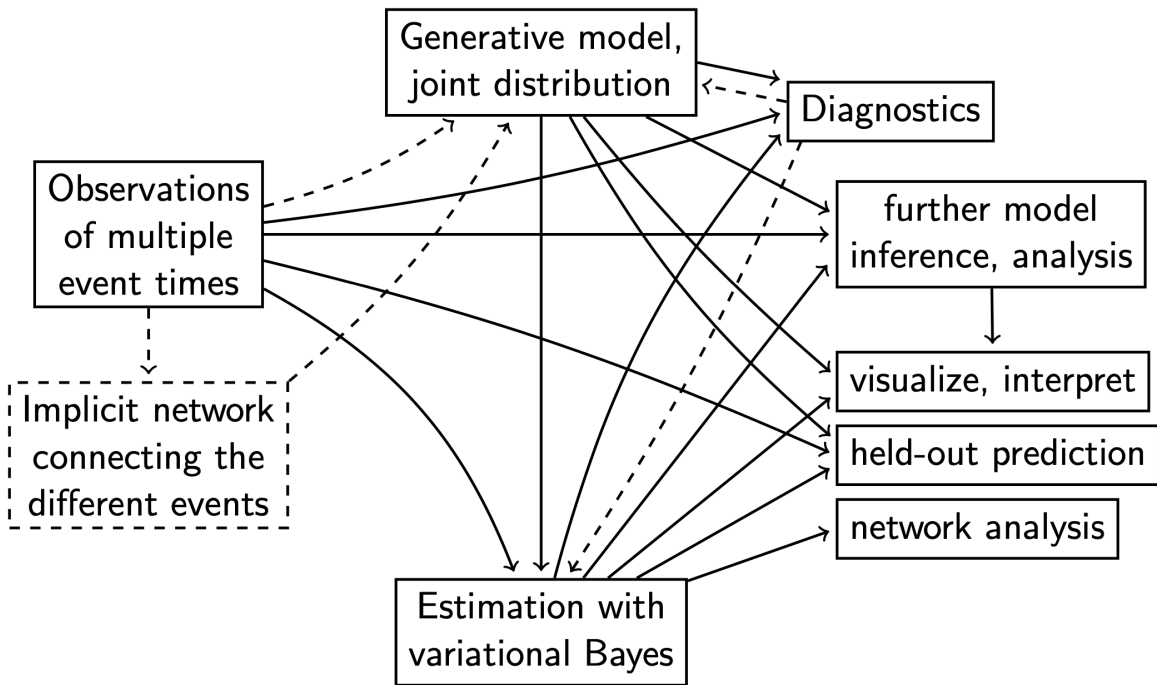 Generative model,
joint distribution
Diagnostics
Observations
of multiple
event times
further model
inference, analysis
Implicit network
connecting the
different events
visualize, interpret
held-out prediction
network analysis
Estimation with
variational Bayes